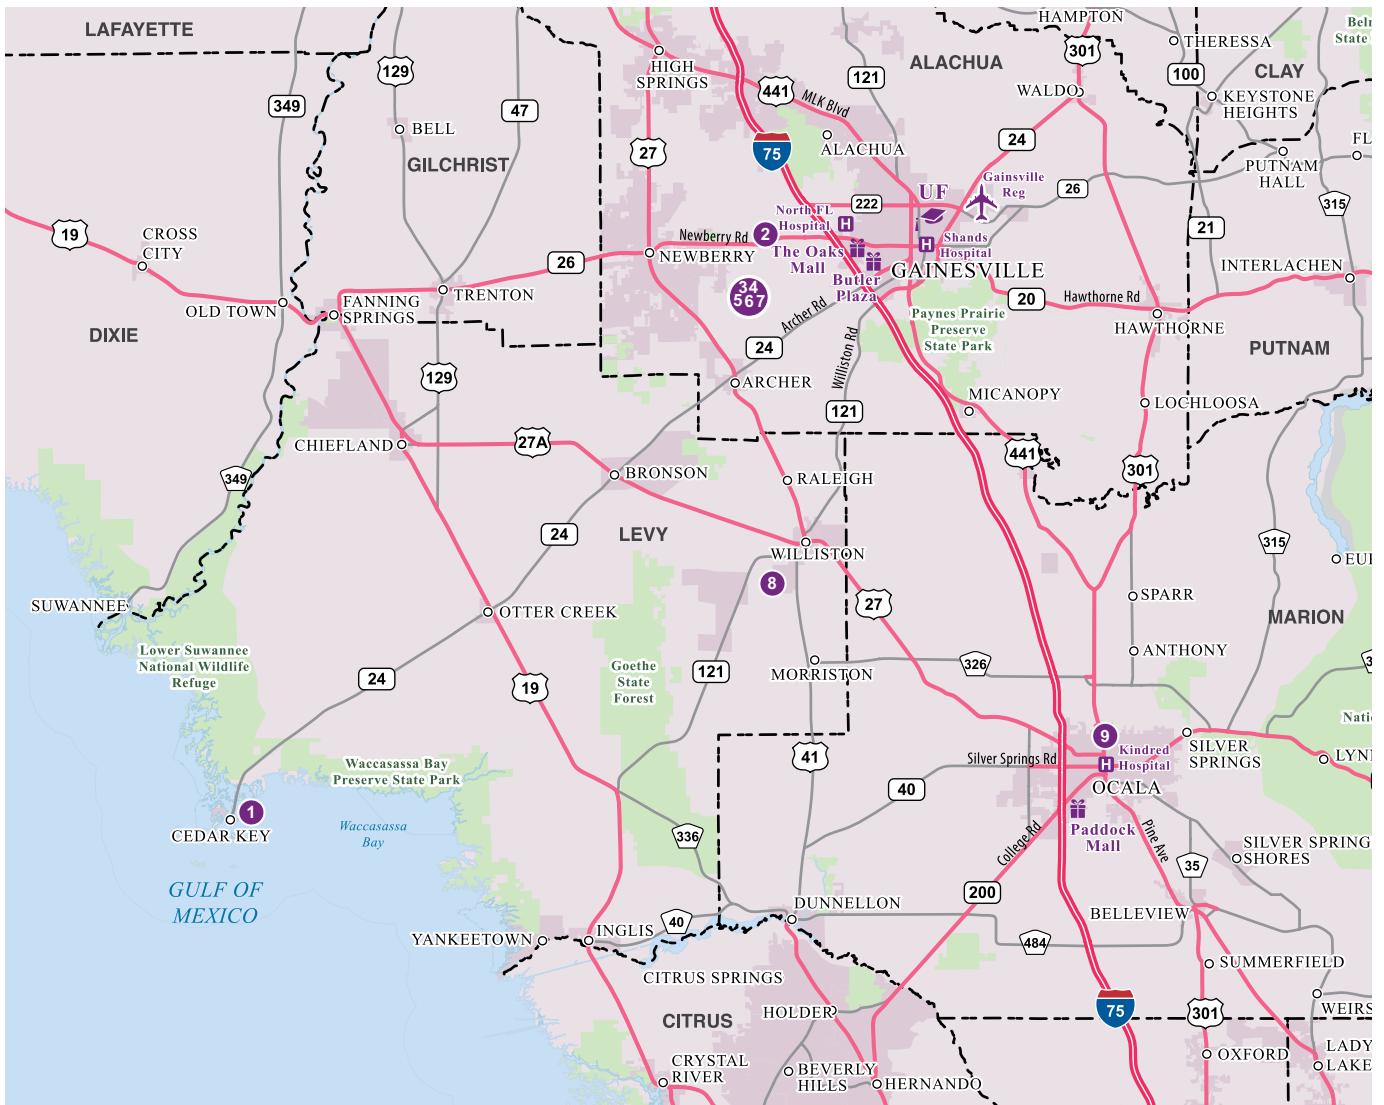 LAFAYETTE
129
349
47
BELL
GILCHRIST
HIGH
SPRINGS
441
MLK Blvd
121
ALACHUA
HAMPTON
301
THERESSA
100
CLAY
KEYSTONE
HEIGHTS
WALDO
24
27
75
ALACHUA
UF
Gainsville
Reg
26
PUTNAM
HALL
315
North FL
Hospital
222
19
CROSS
CITY
Newberry Rd
2
NEWBERRY
The Oaks
Mall
Shands
Hospital
GAINESVILLE
Butler
Plaza
21
INTERLACHEN
26
TRENTON
OLD TOWN
FANNING
SPRINGS
34
567
Archer Rd
24
Williston Rd
20
Hawthorne Rd
HAWTHORNE
Paynes Prairie
Preserve
State Park
DIXIE
PUTNAM
129
ARCHER
121
MICANOPY
LOCHLOOSA
CHIEFLAND
27A
BRONSON
441
301
349
RALEIGH
24
LEVY
WILLISTON
315
8
27
SPARR
SUWANNEE
OTTER CREEK
MARION
Lower Suwannee
National Wildlife
Refuge
Goethe
State
Forest
24
19
121
MORRISTON
326
ANTHONY
9
Kindred
Hospital
SILVER
SPRINGS
Waccasassa Bay
Preserve State Park
41
Silver Springs Rd
40
OCALA
1
CEDAR KEY
Waccasassa
Bay
336
College Rd
Paddock
Mall
Pine Ave
35
SILVER SPRING
SHORES
GULF OF
MEXICO
200
DUNNELLON
BELLEVIEW
YANKEETOWN
INGLIS
40
484
CITRUS SPRINGS
SUMMERFIELD
HOLDER
75
301
WEIRS
CITRUS
CRYSTAL
RIVER
BEVERLY
HILLS
HERNANDO
OXFORD
LADY
LAKE